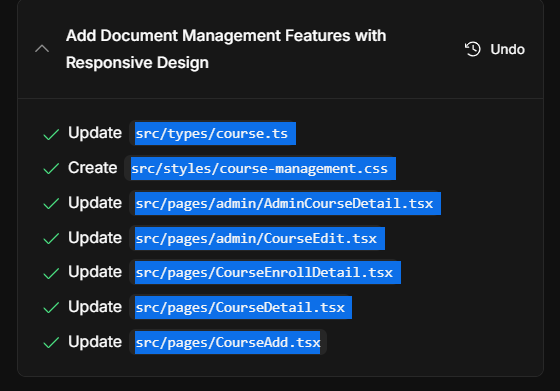 Add Document Management Features with
Responsive Design
Undo
Update src/types/course.ts
Create src/styles/course-management.css
Update src/pages/admin/AdminCourseDetail.tsx
Update src/pages/admin/CourseEdit.tsx
Update src/pages/CourseEnrollDetail.tsx
Update src/pages/CourseDetail.tsx
Update src/pages/CourseAdd.tsx